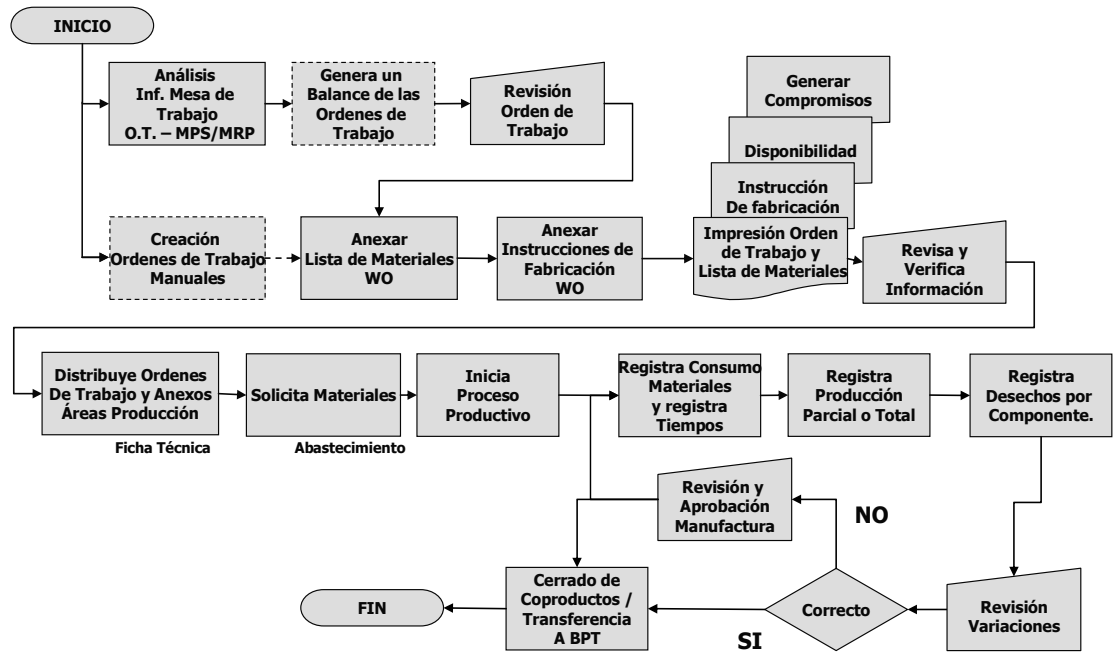 INICIO
Análisis
Inf. Mesa de
Trabajo
O.T. – MPS/MRP
Genera un
Balance de las
Ordenes de
Trabajo
Revisión
Orden de
Trabajo
Generar
Compromisos
Disponibilidad
Instrucción
De fabricación
Creación
Ordenes de Trabajo
Manuales
Anexar
Lista de Materiales
WO
Anexar
Instrucciones de
Fabricación
WO
Impresión Orden
de Trabajo y
Lista de Materiales
Revisa y
Verifica
Información
Distribuye Ordenes
De Trabajo y Anexos
Áreas Producción
Ficha Técnica
Solicita Materiales
Abastecimiento
Inicia
Proceso
Productivo
Registra Consumo
Materiales
y registra
Tiempos
Registra
Producción
Parcial o Total
Registra
Desechos por
Componente.
Revisión y
Aprobación
Manufactura
NO
FIN
Cerrado de
Coproductos /
Transferencia
A BPT
SI
Correcto
Revisión
Variaciones